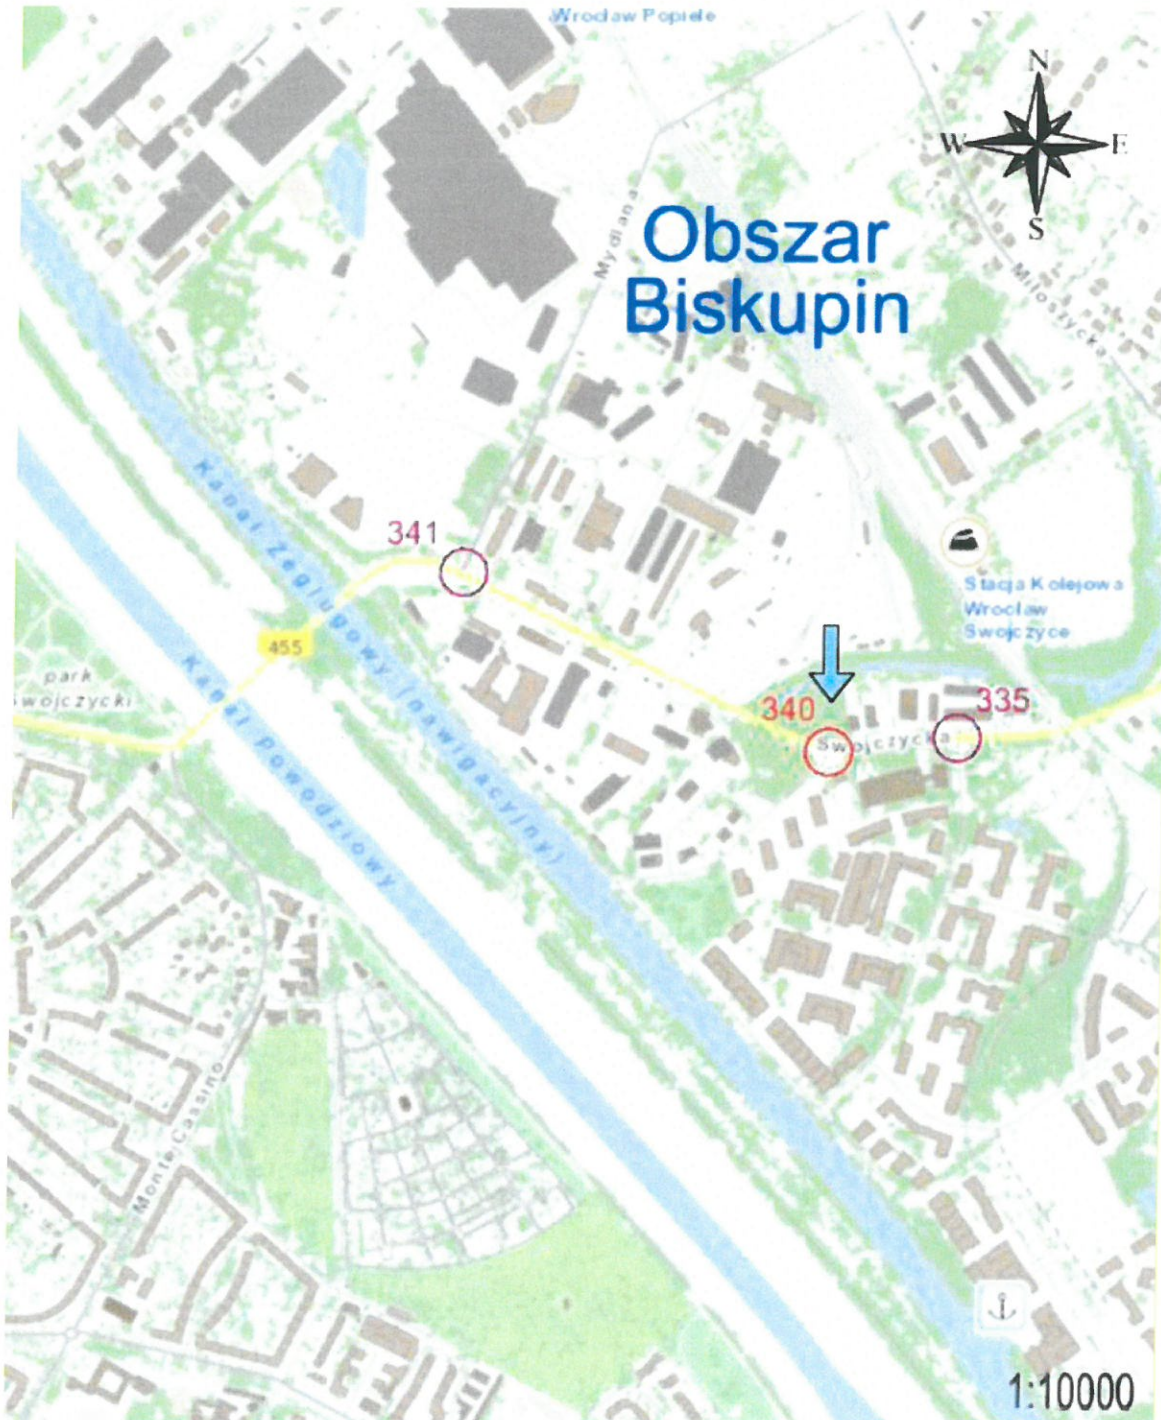 Wrocław Popiele
N
W E
S
Mydlana
Obszar
Biskupin
Miłoszycka
341
Kanał Żeglugowy (nawigacyjny)
Stacja Kolejowa
Wrocław
Swojczyce
455
park
Swojczycki
Kanał Powodziowy
340
335
Swojczycka
Monte Cassino
1:10000